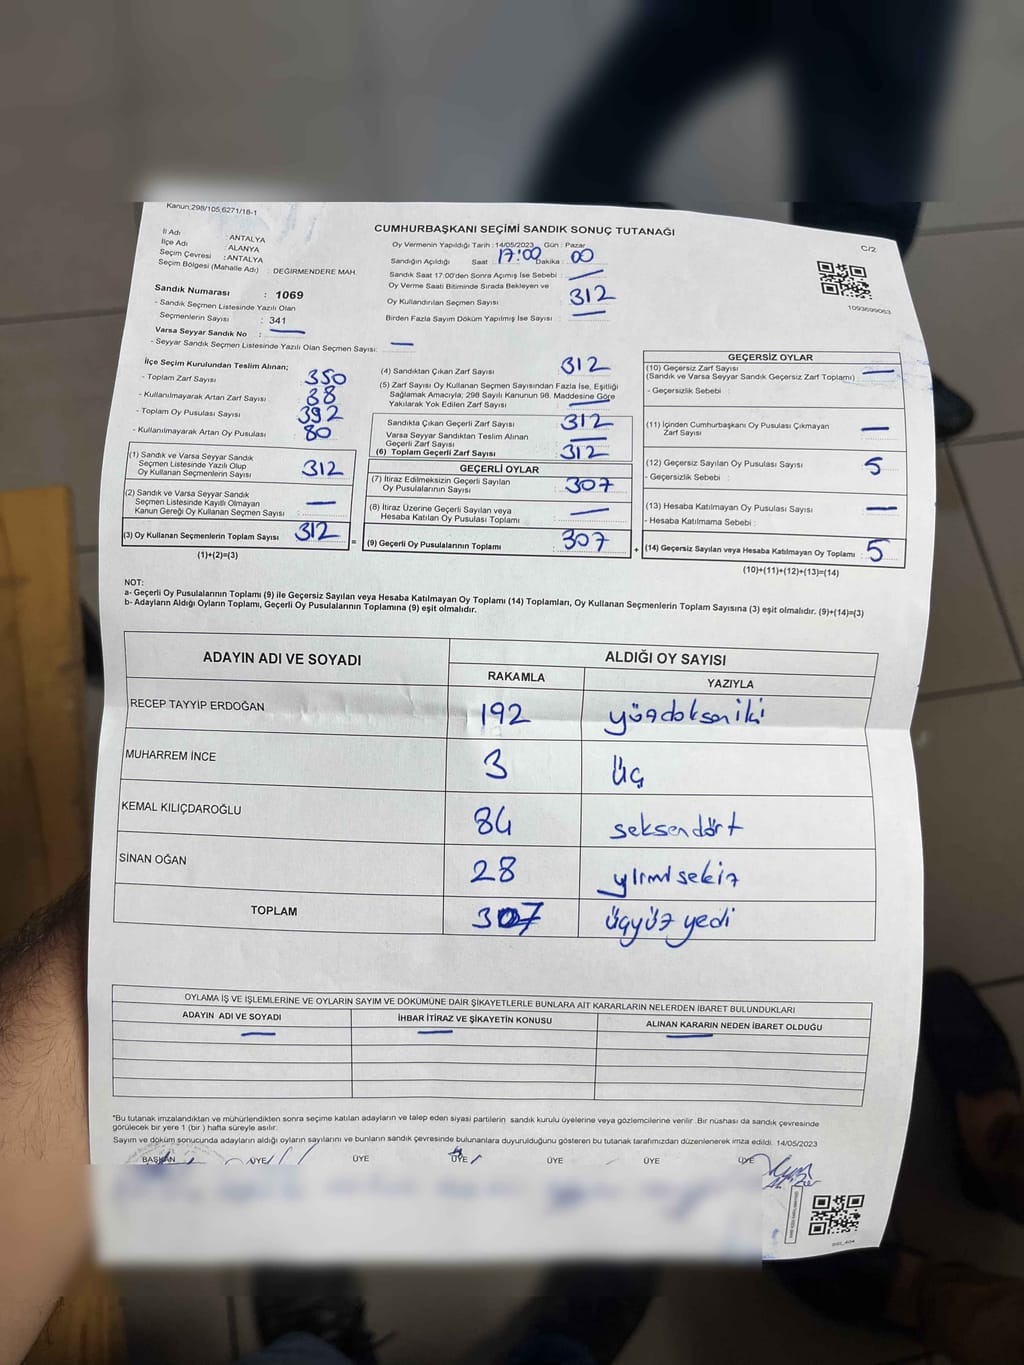 Kanun;298/105,6271/18-1
CUMHURBAŞKANI SEÇİMİ SANDIK SONUÇ TUTANAĞI
C/2
İl Adı : ANTALYA
İlçe Adı : ALANYA
Seçim Çevresi : ANTALYA
Seçim Bölgesi (Mahalle Adı) : DEĞİRMENDERE MAH.
Oy Vermenin Yapıldığı Tarih : 14/05/2023 Gün : Pazar
Sandığın Açıldığı Saat 17:00 Dakika : 00
Sandık Saat 17:00'den Sonra Açımış İse Sebebi : —
Oy Verme Saati Bitiminde Sırada Bekleyen ve
Oy Kullandırılan Seçmen Sayısı 312
Birden Fazla Sayım Döküm Yapılmış İse Sayısı : —
1093699063
Sandık Numarası : 1069
- Sandık Seçmen Listesinde Yazılı Olan
Seçmenlerin Sayısı : 341
Varsa Seyyar Sandık No : —
- Seyyar Sandık Seçmen Listesinde Yazılı Olan Seçmen Sayısı: —
İlçe Seçim Kurulundan Teslim Alınan;
- Toplam Zarf Sayısı 350
- Kullanılmayarak Artan Zarf Sayısı 38
- Toplam Oy Pusulası Sayısı 392
- Kullanılmayarak Artan Oy Pusulası 80
(1) Sandık ve Varsa Seyyar Sandık
Seçmen Listesinde Yazılı Olup
Oy Kullanan Seçmenlerin Sayısı 312
(2) Sandık ve Varsa Seyyar Sandık
Seçmen Listesinde Kayıtlı Olmayan
Kanun Gereği Oy Kullanan Seçmen Sayısı —
(3) Oy Kullanan Seçmenlerin Toplam Sayısı 312 =
(1)+(2)=(3)
(4) Sandıktan Çıkan Zarf Sayısı 312
(5) Zarf Sayısı Oy Kullanan Seçmen Sayısından Fazla İse, Eşitliği
Sağlamak Amacıyla; 298 Sayılı Kanunun 98. Maddesine Göre
Yakılarak Yok Edilen Zarf Sayısı —
Sandıkta Çıkan Geçerli Zarf Sayısı 312
Varsa Seyyar Sandıktan Teslim Alınan
Geçerli Zarf Sayısı —
(6) Toplam Geçerli Zarf Sayısı 312
GEÇERLİ OYLAR
(7) İtiraz Edilmeksizin Geçerli Sayılan
Oy Pusulalarının Sayısı 307
(8) İtiraz Üzerine Geçerli Sayılan veya
Hesaba Katılan Oy Pusulası Toplamı —
(9) Geçerli Oy Pusulalarının Toplamı 307 +
GEÇERSİZ OYLAR
(10) Geçersiz Zarf Sayısı
(Sandık ve Varsa Seyyar Sandık Geçersiz Zarf Toplamı) —
- Geçersizlik Sebebi :
(11) İçinden Cumhurbaşkanı Oy Pusulası Çıkmayan
Zarf Sayısı —
(12) Geçersiz Sayılan Oy Pusulası Sayısı 5
- Geçersizlik Sebebi :
(13) Hesaba Katılmayan Oy Pusulası Sayısı —
- Hesaba Katılmama Sebebi :
(14) Geçersiz Sayılan veya Hesaba Katılmayan Oy Toplamı 5
(10)+(11)+(12)+(13)=(14)
NOT:
a- Geçerli Oy Pusulalarının Toplamı (9) ile Geçersiz Sayılan veya Hesaba Katılmayan Oy Toplamı (14) Toplamları, Oy Kullanan Seçmenlerin Toplam Sayısına (3) eşit olmalıdır. (9)+(14)=(3)
b- Adayların Aldığı Oyların Toplamı, Geçerli Oy Pusulalarının Toplamına (9) eşit olmalıdır.
ADAYIN ADI VE SOYADI ALDIĞI OY SAYISI
RAKAMLA YAZIYLA
RECEP TAYYİP ERDOĞAN 192 yüzdokseniki
MUHARREM İNCE 3 üç
KEMAL KILIÇDAROĞLU 84 seksendört
SİNAN OĞAN 28 yirmisekiz
TOPLAM 307 üçyüz yedi
OYLAMA İŞ VE İŞLEMLERİNE VE OYLARIN SAYIM VE DÖKÜMÜNE DAİR ŞİKAYETLERLE BUNLARA AİT KARARLARIN NELERDEN İBARET BULUNDUKLARI
ADAYIN ADI VE SOYADI İHBAR İTİRAZ VE ŞİKAYETİN KONUSU ALINAN KARARIN NEDEN İBARET OLDUĞU
— — —
*Bu tutanak imzalandıktan ve mühürlendikten sonra seçime katılan adayların ve talep eden siyasi partilerin sandık kurulu üyelerine veya gözlemcilerine verilir. Bir nüshası da sandık çevresinde
görülecek bir yere 1 (bir) hafta süreyle asılır.
Sayım ve döküm sonucunda adayların aldığı oyların sayılarını ve bunların sandık çevresinde bulunanlara duyurulduğunu gösteren bu tutanak tarafımızdan düzenlenerek imza edildi. 14/05/2023
BAŞKAN ÜYE ÜYE ÜYE ÜYE ÜYE ÜYE